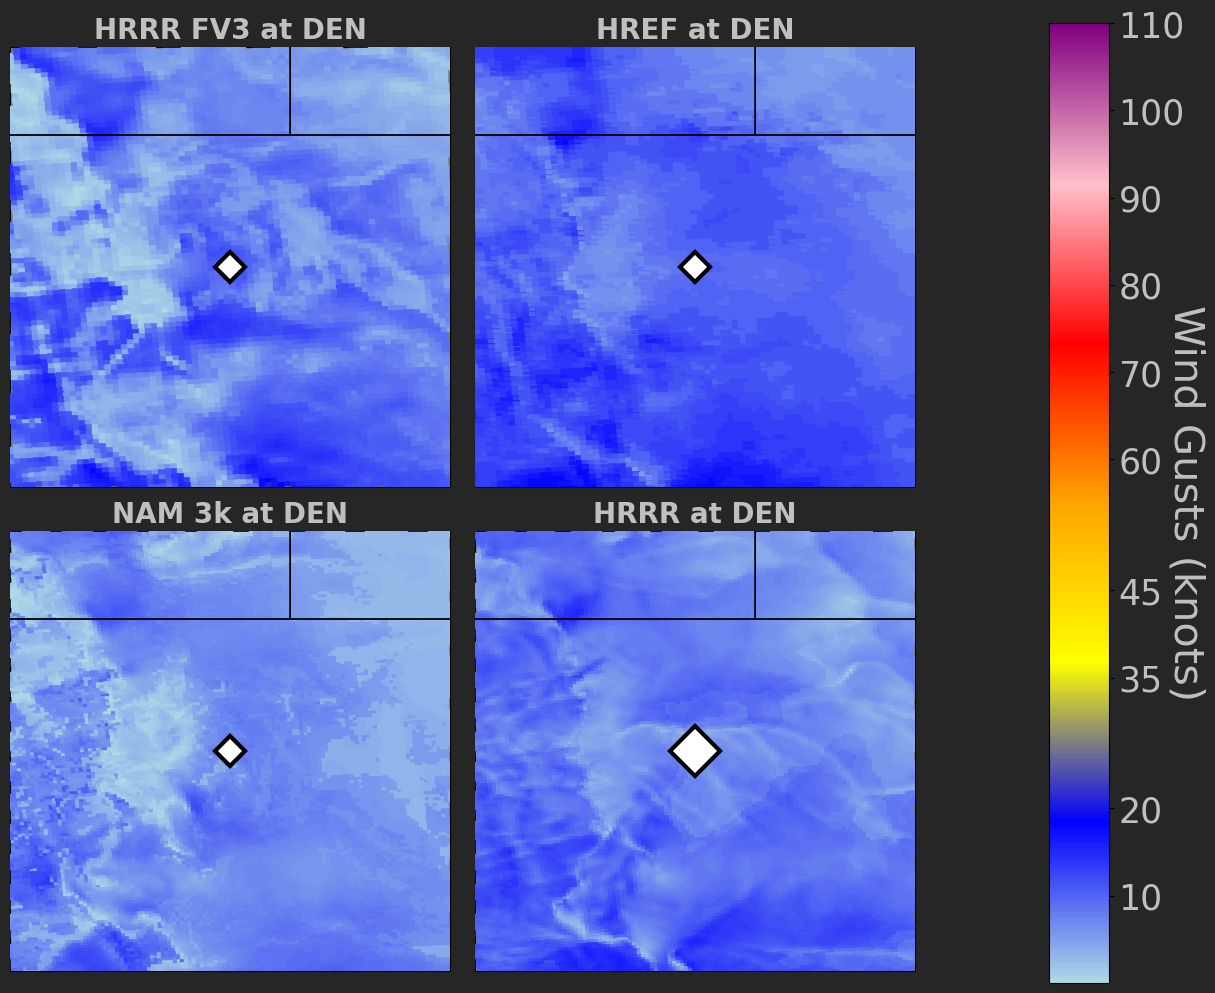 HRRR FV3 at DEN
HREF at DEN
NAM 3k at DEN
HRRR at DEN
110
100
90
80
70
60
45
35
20
10
Wind Gusts (knots)